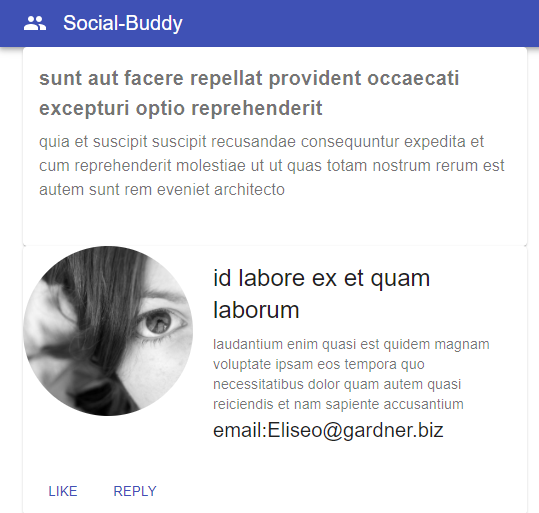 Social-Buddy
sunt aut facere repellat provident occaecati
excepturi optio reprehenderit
quia et suscipit suscipit recusandae consequuntur expedita et
cum reprehenderit molestiae ut ut quas totam nostrum rerum est
autem sunt rem eveniet architecto
id labore ex et quam
laborum
laudantium enim quasi est quidem magnam
voluptate ipsam eos tempora quo
necessitatibus dolor quam autem quasi
reiciendis et nam sapiente accusantium
email:Eliseo@gardner.biz
LIKE REPLY